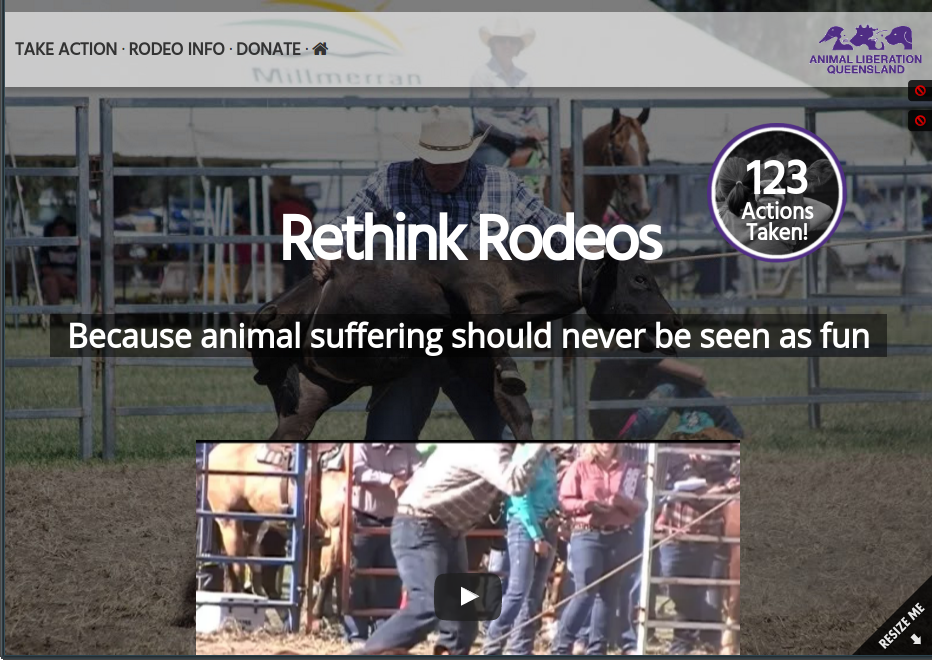 TAKE ACTION · RODEO INFO · DONATE ·
ANIMAL LIBERATION
QUEENSLAND
Millmerran
123
Actions
Taken!
Rethink Rodeos
Because animal suffering should never be seen as fun
RESIZE ME